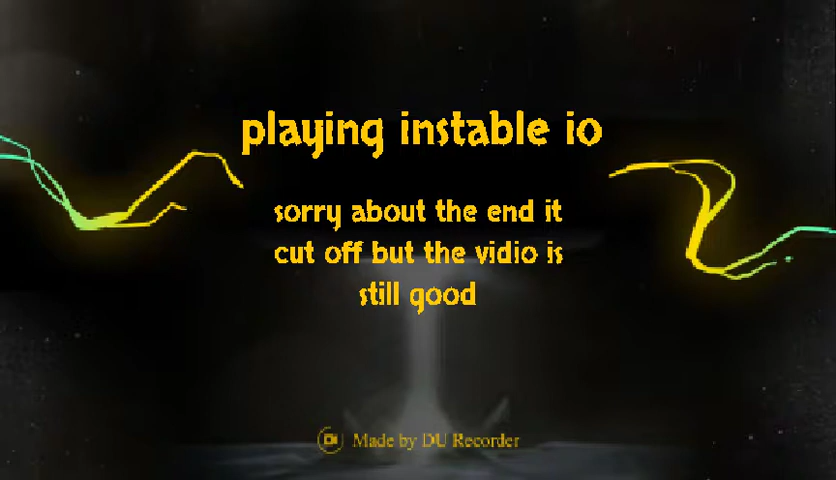 playing instable io
sorry about the end it
cut off but the vidio is
still good
Made by DU Recorder